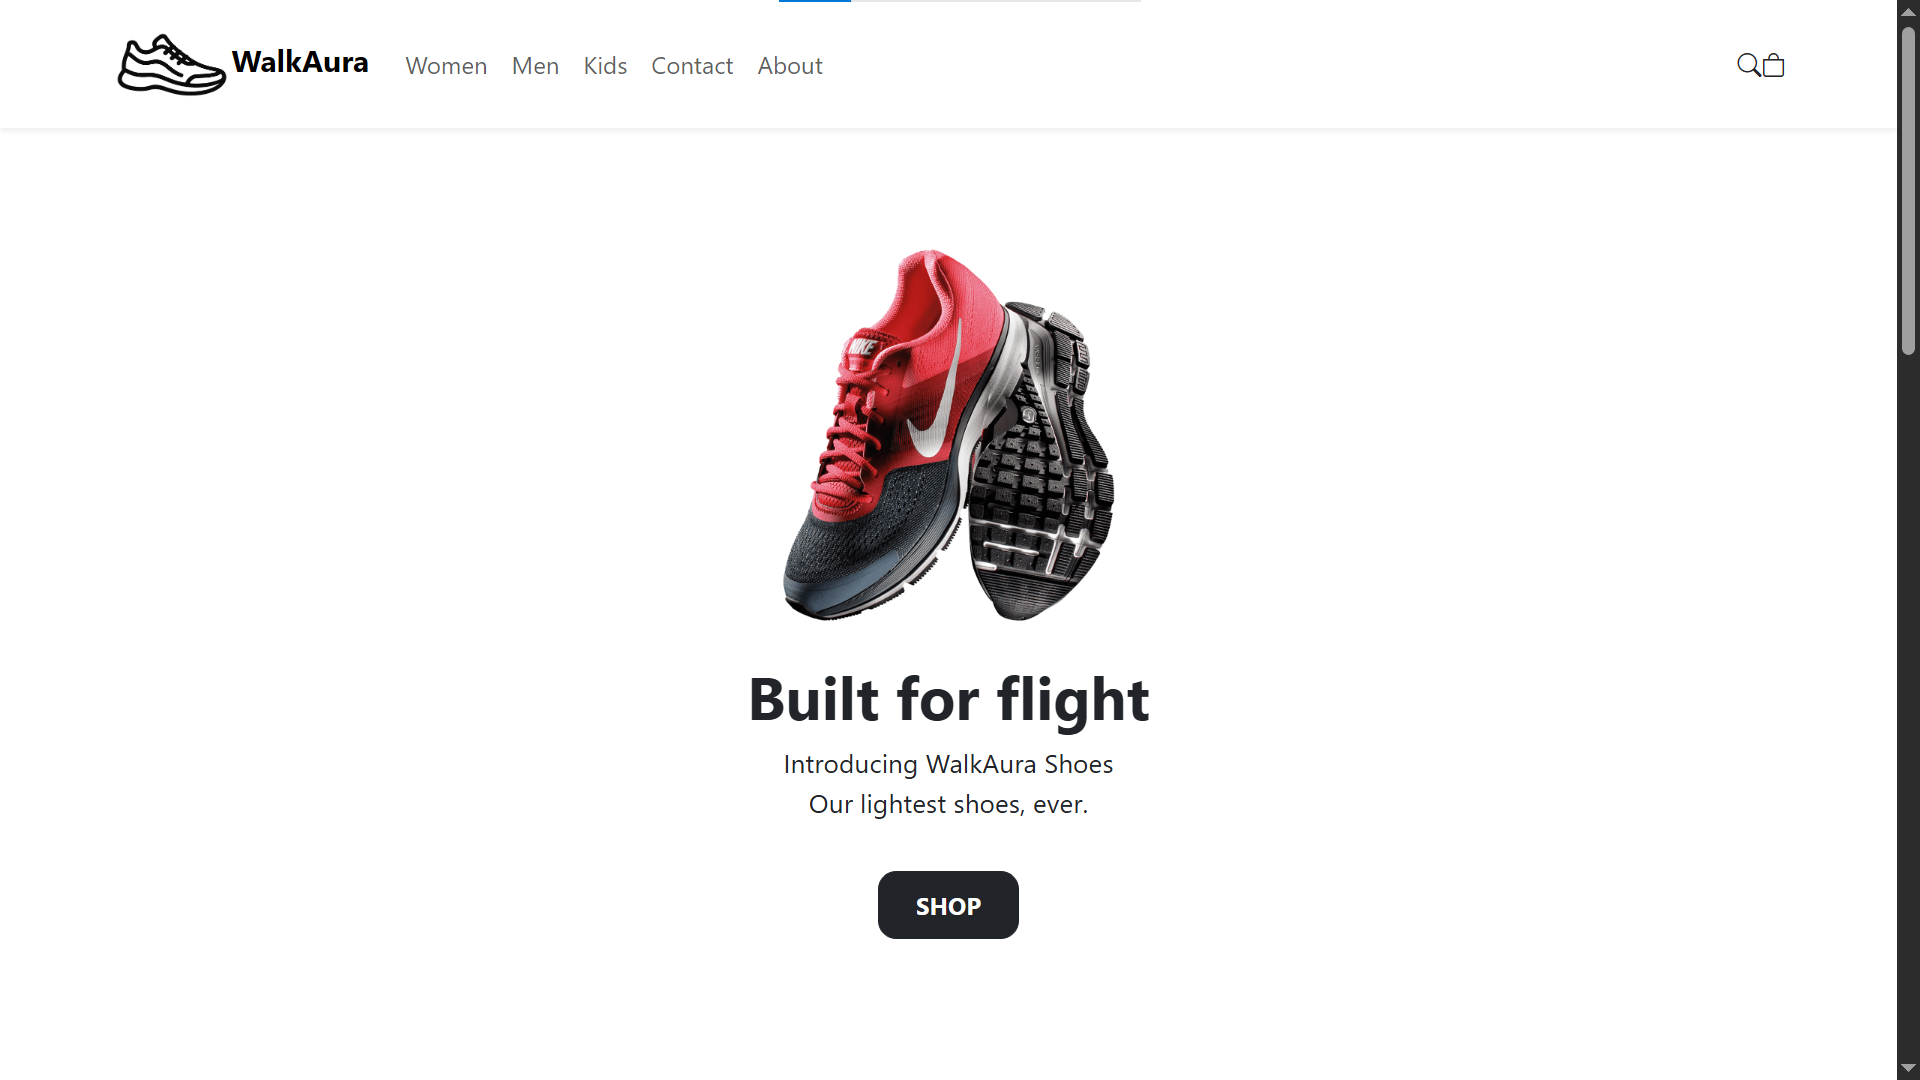 WalkAura
Women
Men
Kids
Contact
About
NIKE
Built for flight
Introducing WalkAura Shoes
Our lightest shoes, ever.
SHOP